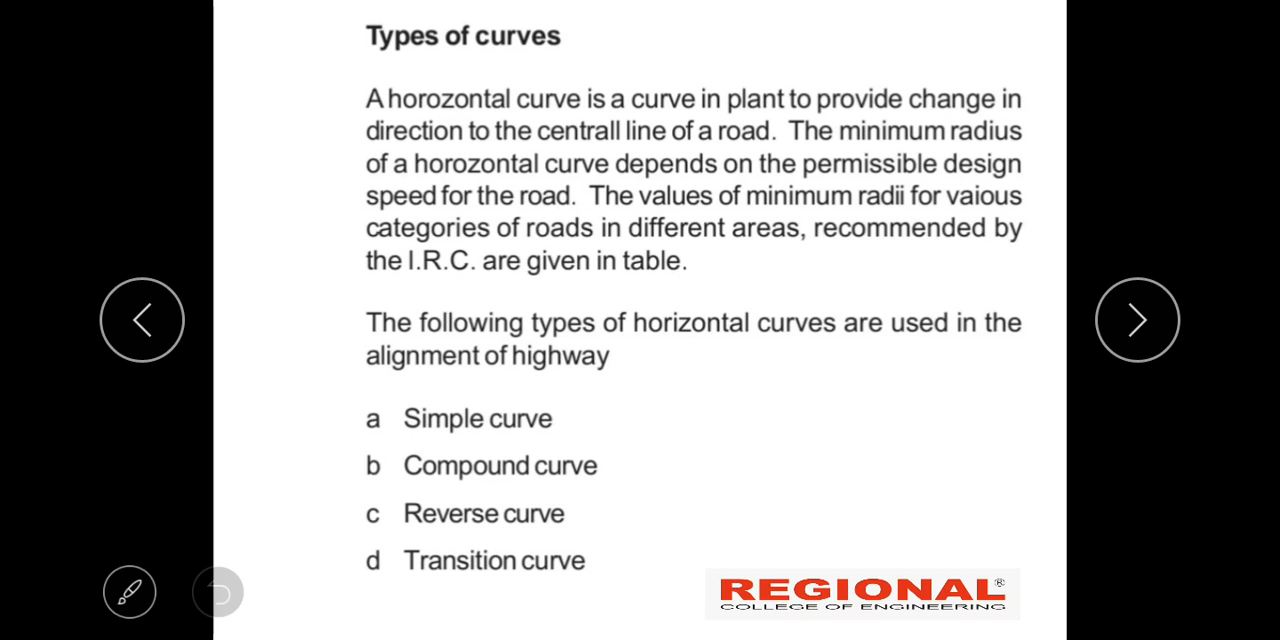 Types of curves
A horozontal curve is a curve in plant to provide change in
direction to the centrall line of a road. The minimum radius
of a horozontal curve depends on the permissible design
speed for the road. The values of minimum radii for vaious
categories of roads in different areas, recommended by
the I.R.C. are given in table.
The following types of horizontal curves are used in the
alignment of highway
a Simple curve
b Compound curve
c Reverse curve
d Transition curve
REGIONAL®
COLLEGE OF ENGINEERING